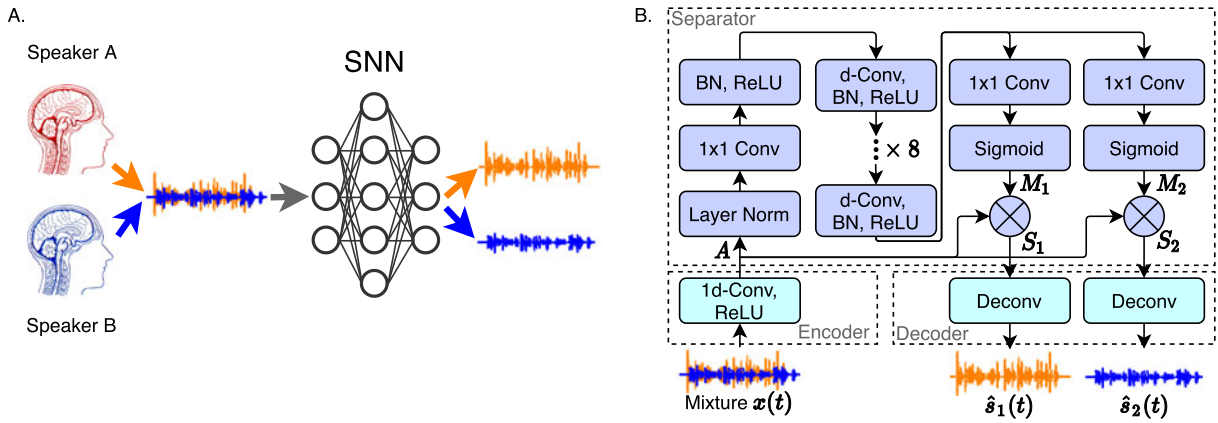 A.
Speaker A
Speaker B
SNN
B.
Separator
BN, ReLU
1x1 Conv
Layer Norm
A
d-Conv,
BN, ReLU
× 8
d-Conv,
BN, ReLU
1x1 Conv
Sigmoid
M₁
S₁
1x1 Conv
Sigmoid
M₂
S₂
1d-Conv,
ReLU
Encoder
Decoder
Deconv
Deconv
Mixture x(t)
ŝ₁(t)
ŝ₂(t)